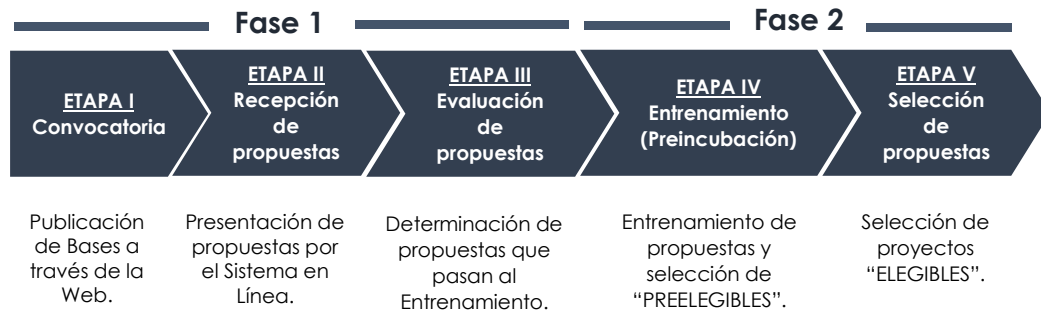 Fase 1
Fase 2
ETAPA I
Convocatoria
ETAPA II
Recepción
de
propuestas
ETAPA III
Evaluación
de
propuestas
ETAPA IV
Entrenamiento
(Preincubación)
ETAPA V
Selección
de
propuestas
Publicación
de Bases a
través de la
Web.
Presentación de
propuestas por
el Sistema en
Línea.
Determinación de
propuestas que
pasan al
Entrenamiento.
Entrenamiento de
propuestas y
selección de
“PREELEGIBLES”.
Selección de
proyectos
“ELEGIBLES”.